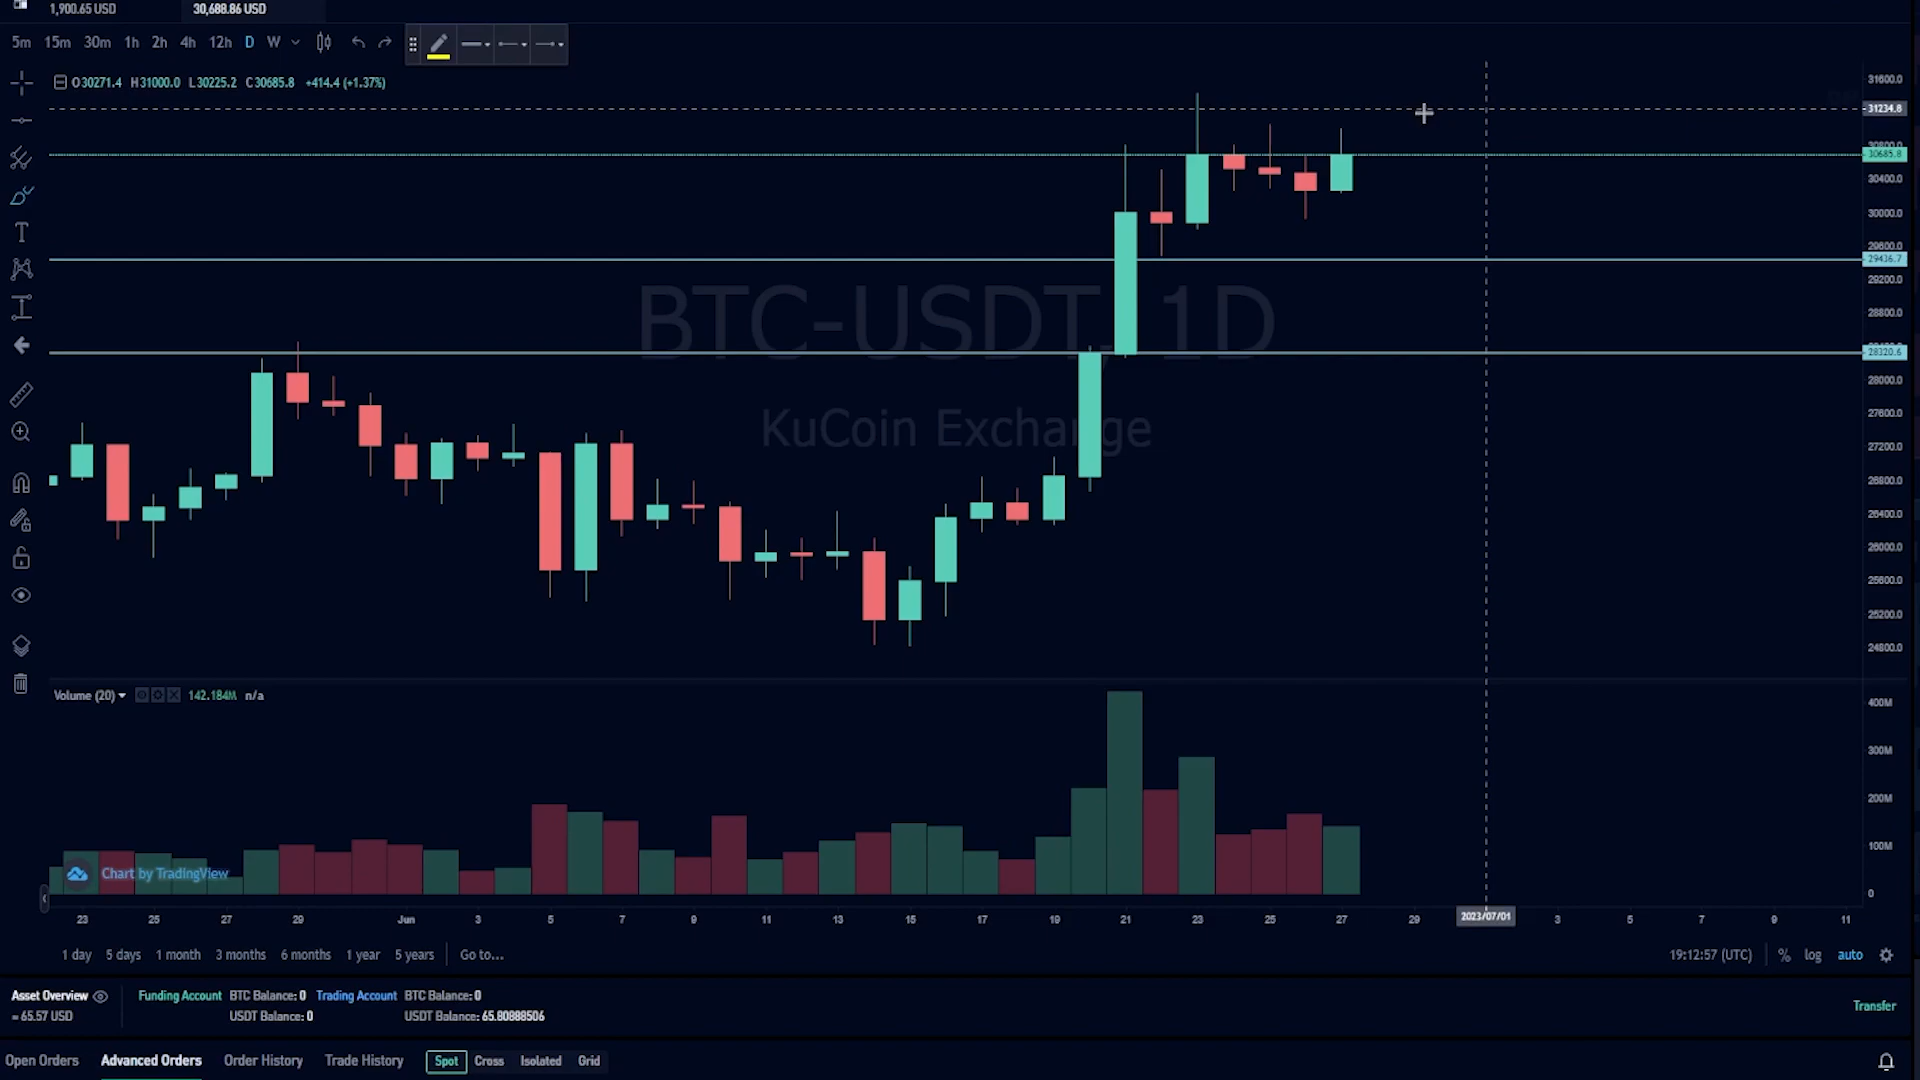 1,900.65 USD 30,688.86 USD
5m 15m 30m 1h 2h 4h 12h D W
O30271.4 H31000.0 L30225.2 C30685.8 +414.4 (+1.37%)
31600.0
31234.8
30800.0
30685.8
30400.0
30000.0
29600.0
29436.7
29200.0
28800.0
28320.6
28000.0
27600.0
27200.0
26800.0
26400.0
26000.0
25600.0
25200.0
24800.0
BTC-USDT, 1D
KuCoin Exchange
Volume (20) 142.184M n/a
400M
300M
200M
100M
0
Chart by TradingView
23 25 27 29 Jun 3 5 7 9 11 13 15 17 19 21 23 25 27 29 2023/07/01 3 5 7 9 11
1 day 5 days 1 month 3 months 6 months 1 year 5 years Go to... 19:12:57 (UTC) % log auto
Asset Overview Funding Account BTC Balance: 0 Trading Account BTC Balance: 0
≈ 65.57 USD USDT Balance: 0 USDT Balance: 65.80888506
Transfer
Open Orders Advanced Orders Order History Trade History Spot Cross Isolated Grid